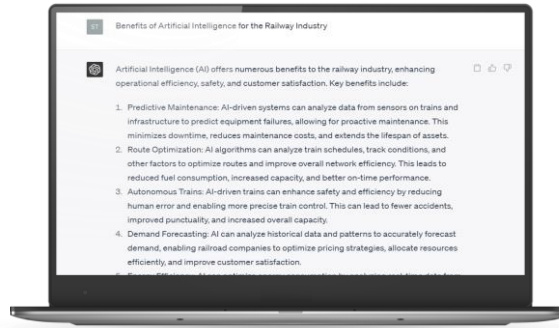 ST
Benefits of Artificial Intelligence for the Railway Industry
Artificial Intelligence (AI) offers numerous benefits to the railway industry, enhancing
operational efficiency, safety, and customer satisfaction. Key benefits include:
1. Predictive Maintenance: AI-driven systems can analyze data from sensors on trains and
infrastructure to predict equipment failures, allowing for proactive maintenance. This
minimizes downtime, reduces maintenance costs, and extends the lifespan of assets.
2. Route Optimization: AI algorithms can analyze train schedules, track conditions, and
other factors to optimize routes and improve overall network efficiency. This leads to
reduced fuel consumption, increased capacity, and better on-time performance.
3. Autonomous Trains: AI-driven trains can enhance safety and efficiency by reducing
human error and enabling more precise train control. This can lead to fewer accidents,
improved punctuality, and increased overall capacity.
4. Demand Forecasting: AI can analyze historical data and patterns to accurately forecast
demand, enabling railroad companies to optimize pricing strategies, allocate resources
efficiently, and improve customer satisfaction.